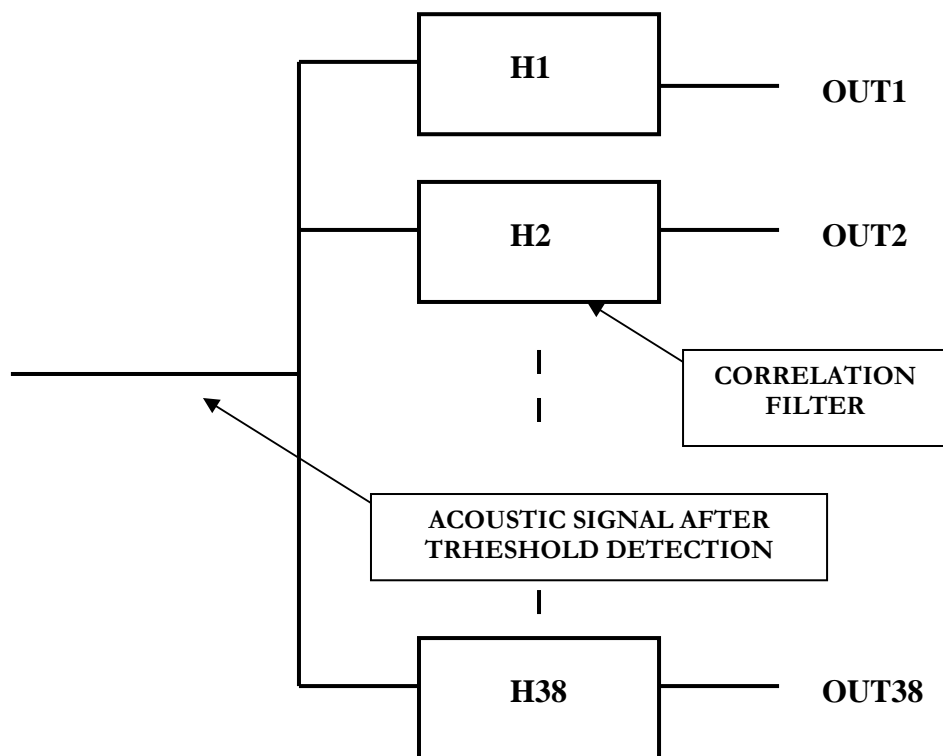 H1
OUT1
H2
OUT2
CORRELATION
FILTER
ACOUSTIC SIGNAL AFTER
TRHESHOLD DETECTION
H38
OUT38